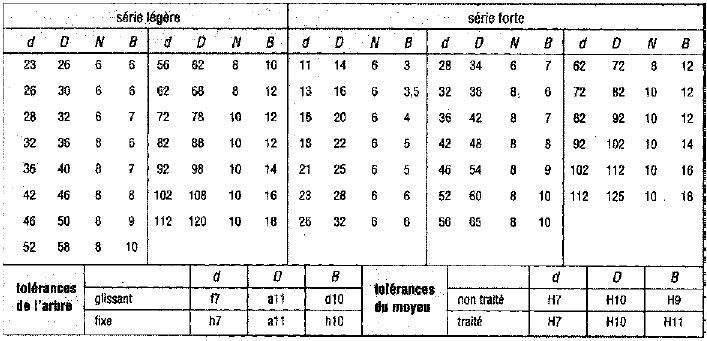 série légère série forte
d D N B d D N B d D N B d D N B d D N B
23 26 6 6 56 62 8 10 11 14 6 3 28 34 6 7 62 72 8 12
26 30 6 6 62 68 8 12 13 16 6 3,5 32 38 8 6 72 82 10 12
28 32 6 7 72 78 10 12 16 20 6 4 36 42 8 7 82 92 10 12
32 36 8 6 82 88 10 12 18 22 6 5 42 48 8 8 92 102 10 14
36 40 8 7 92 98 10 14 21 25 6 5 46 54 8 9 102 112 10 16
42 46 8 8 102 108 10 16 23 28 6 6 52 60 8 10 112 125 10 18
46 50 8 9 112 120 10 18 26 32 6 6 56 65 8 10
52 58 8 10
tolérances de l'arbre d D B tolérances du moyeu d D B
glissant f7 a11 d10 non traité H7 H10 H9
fixe h7 a11 h10 traité H7 H10 H11